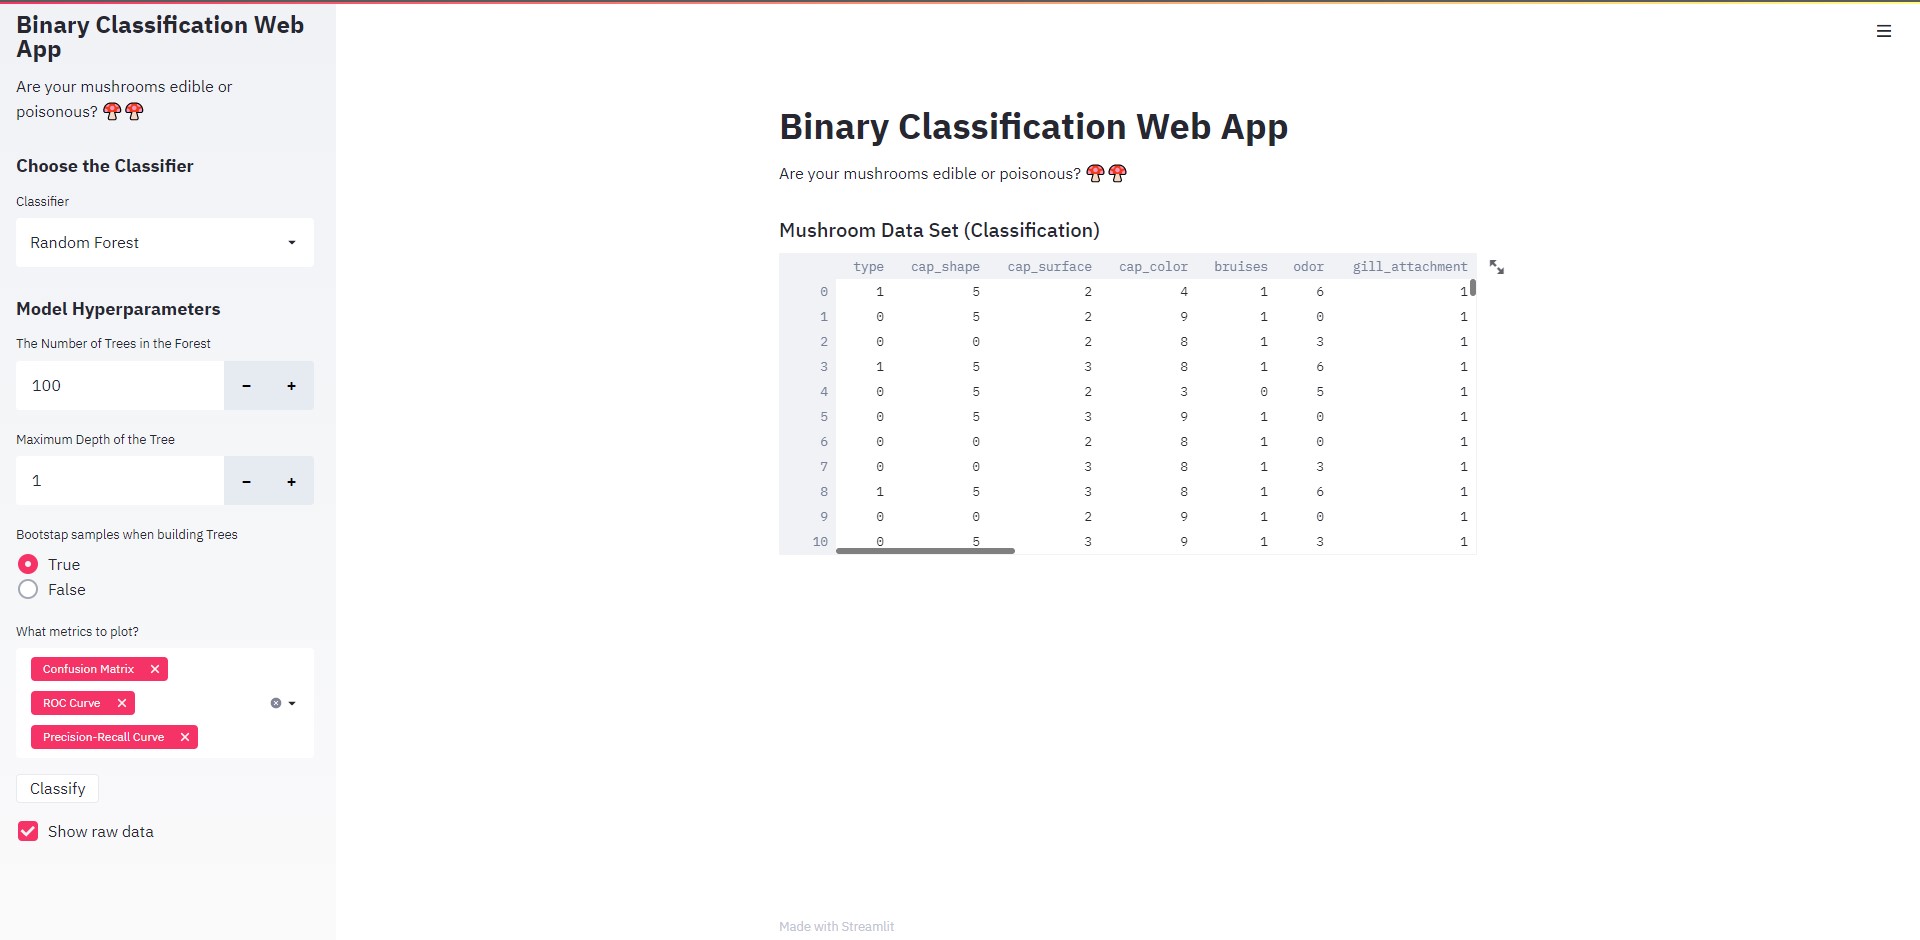 Binary Classification Web
App
Are your mushrooms edible or
poisonous? 🍄🍄
Choose the Classifier
Classifier
Random Forest
Model Hyperparameters
The Number of Trees in the Forest
100 − +
Maximum Depth of the Tree
1 − +
Bootstap samples when building Trees
True
False
What metrics to plot?
Confusion Matrix ×
ROC Curve ×
Precision-Recall Curve ×
Classify
Show raw data
Binary Classification Web App
Are your mushrooms edible or poisonous? 🍄🍄
Mushroom Data Set (Classification)
type cap_shape cap_surface cap_color bruises odor gill_attachment
0 1 5 2 4 1 6 1
1 0 5 2 9 1 0 1
2 0 0 2 8 1 3 1
3 1 5 3 8 1 6 1
4 0 5 2 3 0 5 1
5 0 5 3 9 1 0 1
6 0 0 2 8 1 0 1
7 0 0 3 8 1 3 1
8 1 5 3 8 1 6 1
9 0 0 2 9 1 0 1
10 0 5 3 9 1 3 1
Made with Streamlit